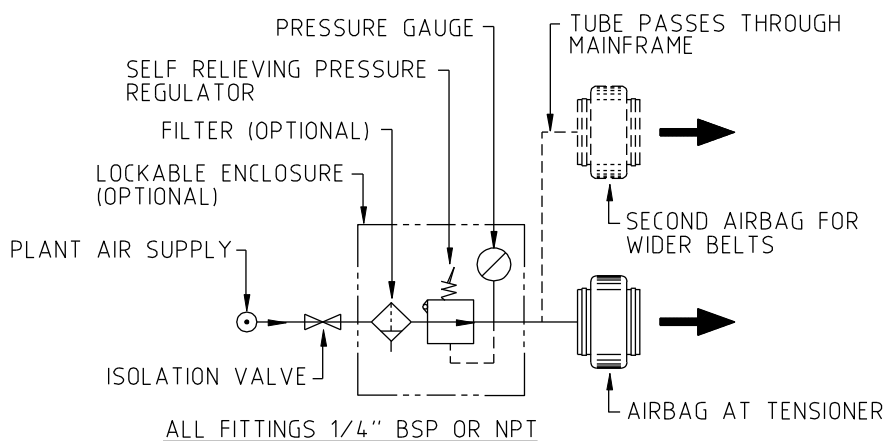 PRESSURE GAUGE
TUBE PASSES THROUGH
MAINFRAME
SELF RELIEVING PRESSURE
REGULATOR
FILTER (OPTIONAL)
LOCKABLE ENCLOSURE
(OPTIONAL)
SECOND AIRBAG FOR
WIDER BELTS
PLANT AIR SUPPLY
ISOLATION VALVE
AIRBAG AT TENSIONER
ALL FITTINGS 1/4" BSP OR NPT